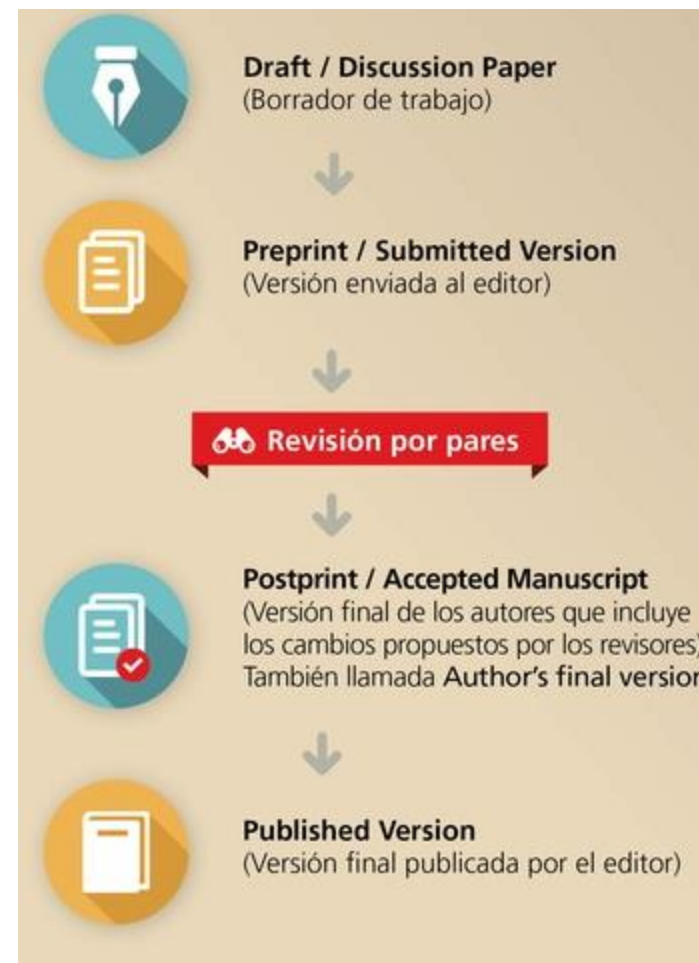 Draft / Discussion Paper
(Borrador de trabajo)
Preprint / Submitted Version
(Versión enviada al editor)
Revisión por pares
Postprint / Accepted Manuscript
(Versión final de los autores que incluye
los cambios propuestos por los revisores)
También llamada Author's final version
Published Version
(Versión final publicada por el editor)